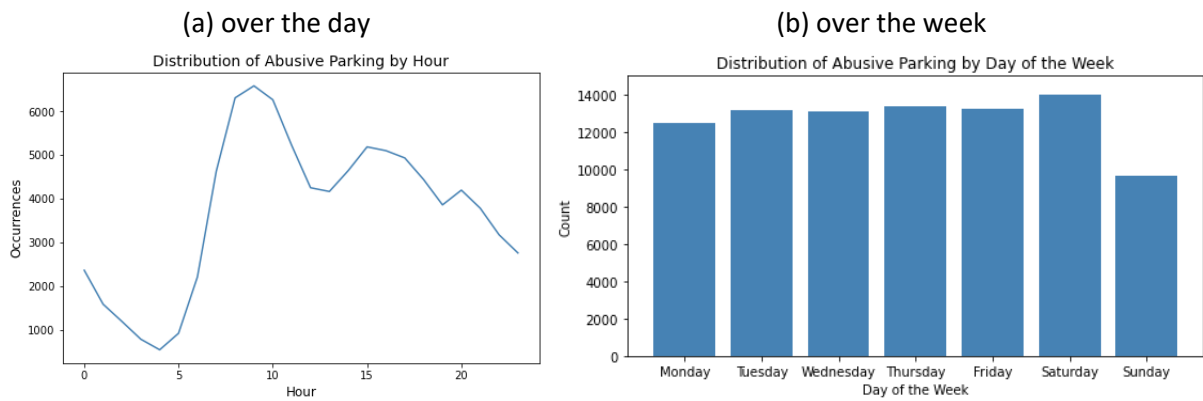 (a) over the day
Distribution of Abusive Parking by Hour
Occurrences
6000
5000
4000
3000
2000
1000
0 5 10 15 20
Hour
(b) over the week
Distribution of Abusive Parking by Day of the Week
Count
14000
12000
10000
8000
6000
4000
2000
0
Monday Tuesday Wednesday Thursday Friday Saturday Sunday
Day of the Week